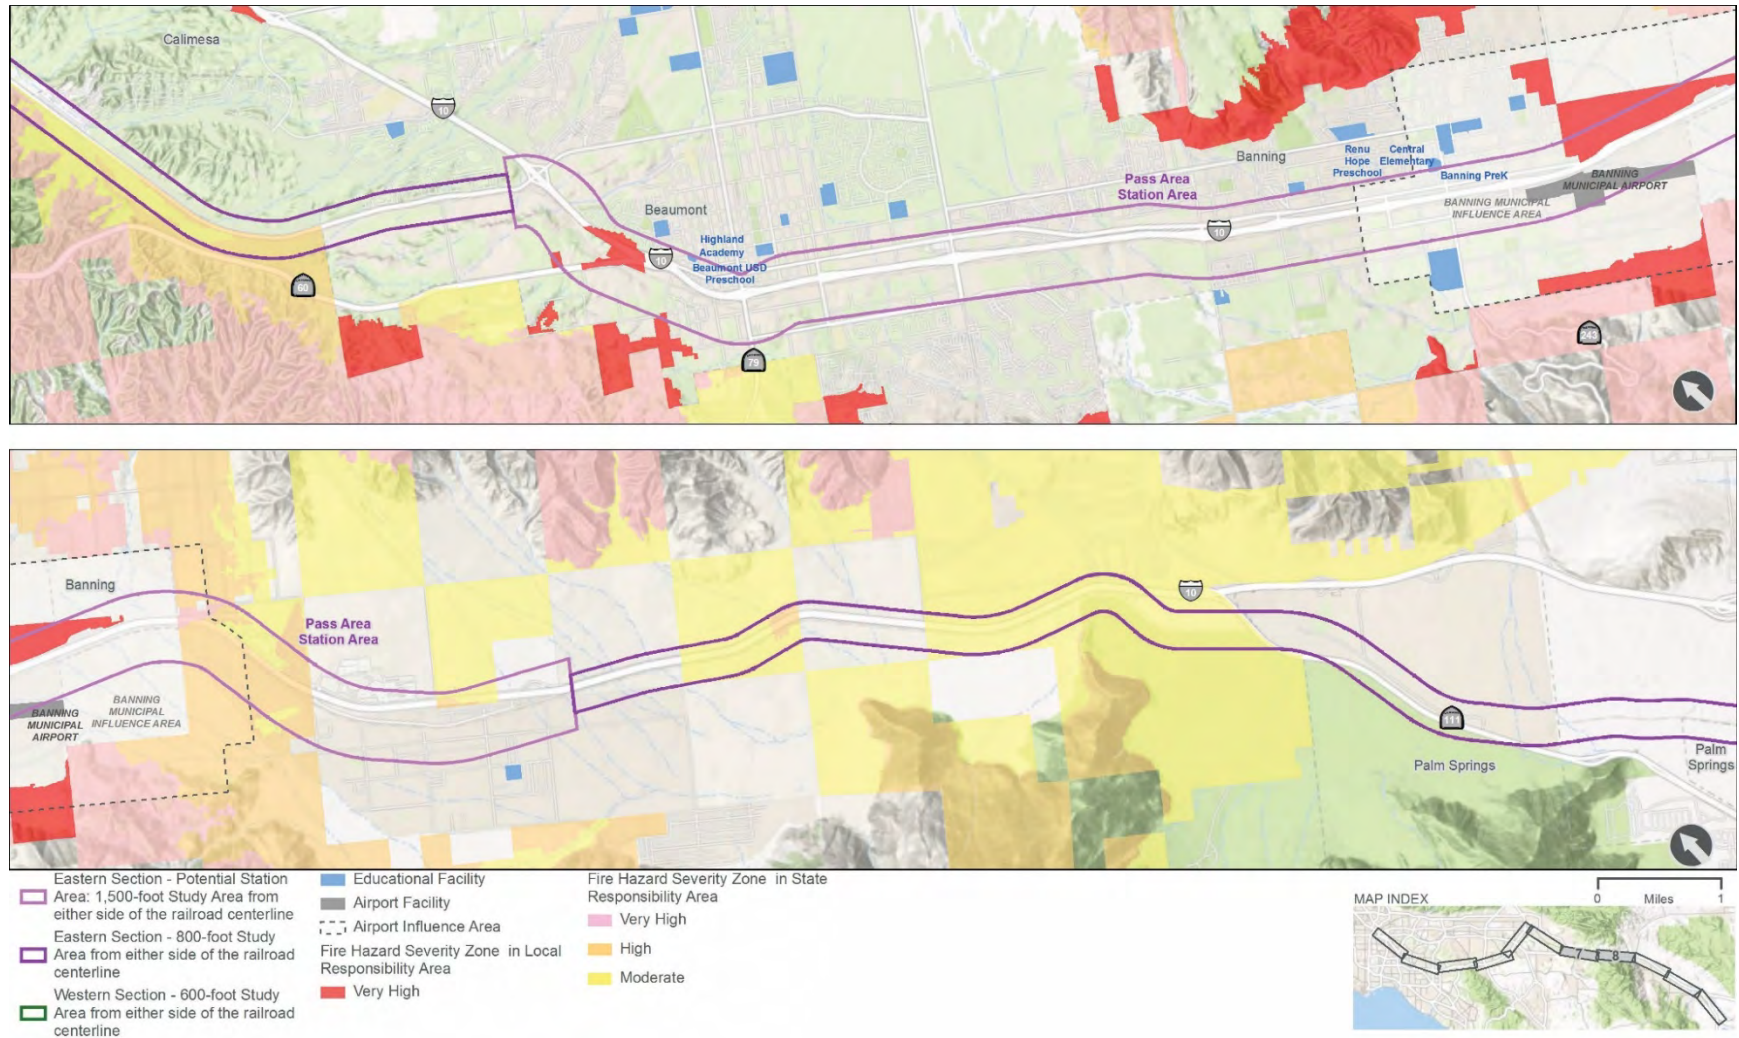 Calimesa
10
Renu
Hope
Preschool
Central
Elementary
Banning
Banning PreK
Pass Area
Station Area
BANNING
MUNICIPAL AIRPORT
BANNING MUNICIPAL
INFLUENCE AREA
Beaumont
10
Highland
Academy
10
Beaumont USD
Preschool
60
79
243
Banning
Pass Area
Station Area
10
BANNING
MUNICIPAL
AIRPORT
BANNING
MUNICIPAL
INFLUENCE AREA
111
Palm Springs
Palm
Springs
Eastern Section - Potential Station
Area: 1,500-foot Study Area from
either side of the railroad centerline
Eastern Section - 800-foot Study
Area from either side of the railroad
centerline
Western Section - 600-foot Study
Area from either side of the railroad
centerline
Educational Facility
Airport Facility
Airport Influence Area
Fire Hazard Severity Zone in Local
Responsibility Area
Very High
Fire Hazard Severity Zone in State
Responsibility Area
Very High
High
Moderate
MAP INDEX
0 Miles 1
7
8